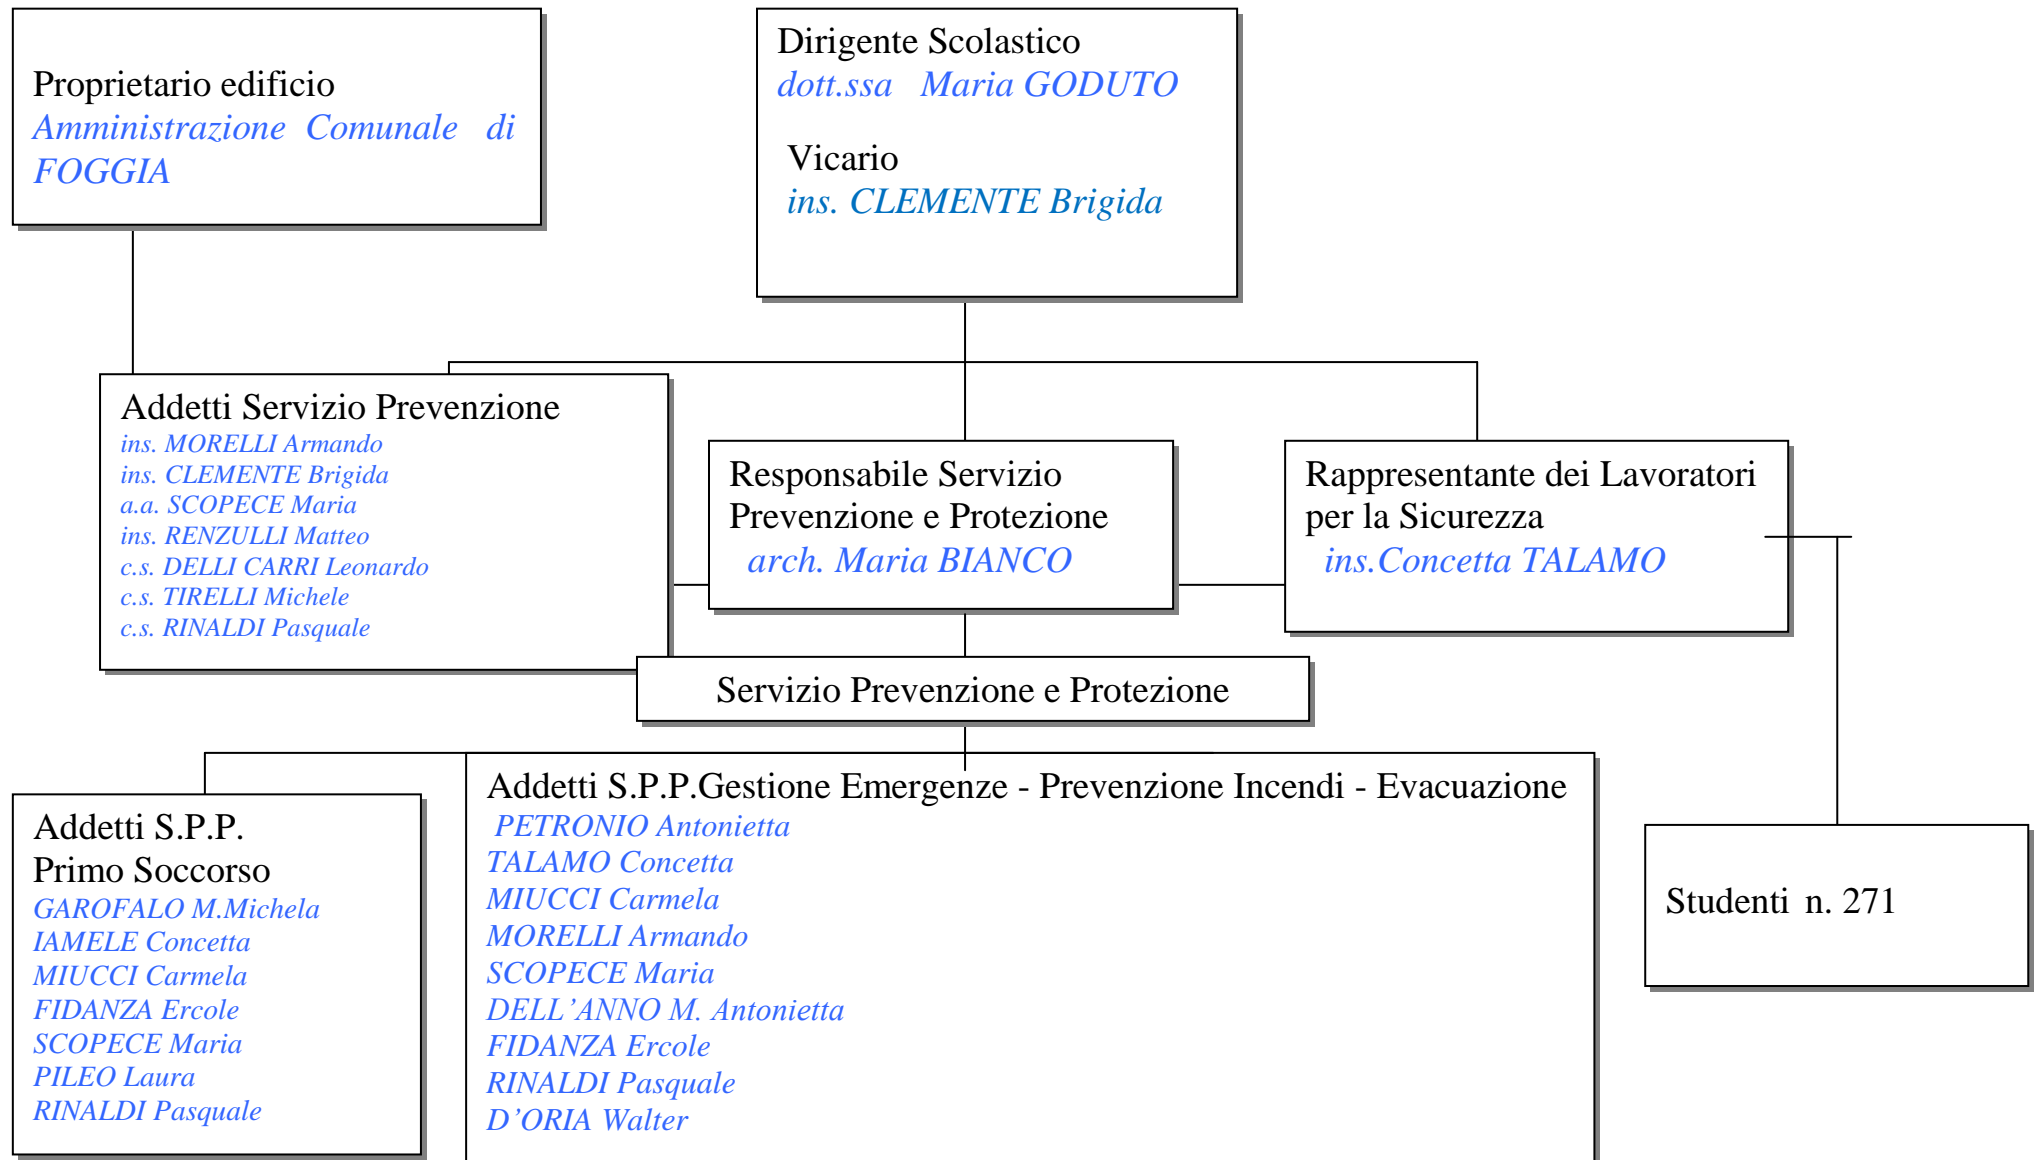 Proprietario edificio
Amministrazione Comunale di
FOGGIA
Dirigente Scolastico
dott.ssa Maria GODUTO
Vicario
ins. CLEMENTE Brigida
Addetti Servizio Prevenzione
ins. MORELLI Armando
ins. CLEMENTE Brigida
a.a. SCOPECE Maria
ins. RENZULLI Matteo
c.s. DELLI CARRI Leonardo
c.s. TIRELLI Michele
c.s. RINALDI Pasquale
Responsabile Servizio
Prevenzione e Protezione
arch. Maria BIANCO
Rappresentante dei Lavoratori
per la Sicurezza
ins.Concetta TALAMO
Servizio Prevenzione e Protezione
Addetti S.P.P.
Primo Soccorso
GAROFALO M.Michela
IAMELE Concetta
MIUCCI Carmela
FIDANZA Ercole
SCOPECE Maria
PILEO Laura
RINALDI Pasquale
Addetti S.P.P.Gestione Emergenze - Prevenzione Incendi - Evacuazione
PETRONIO Antonietta
TALAMO Concetta
MIUCCI Carmela
MORELLI Armando
SCOPECE Maria
DELL’ANNO M. Antonietta
FIDANZA Ercole
RINALDI Pasquale
D’ORIA Walter
Studenti n. 271